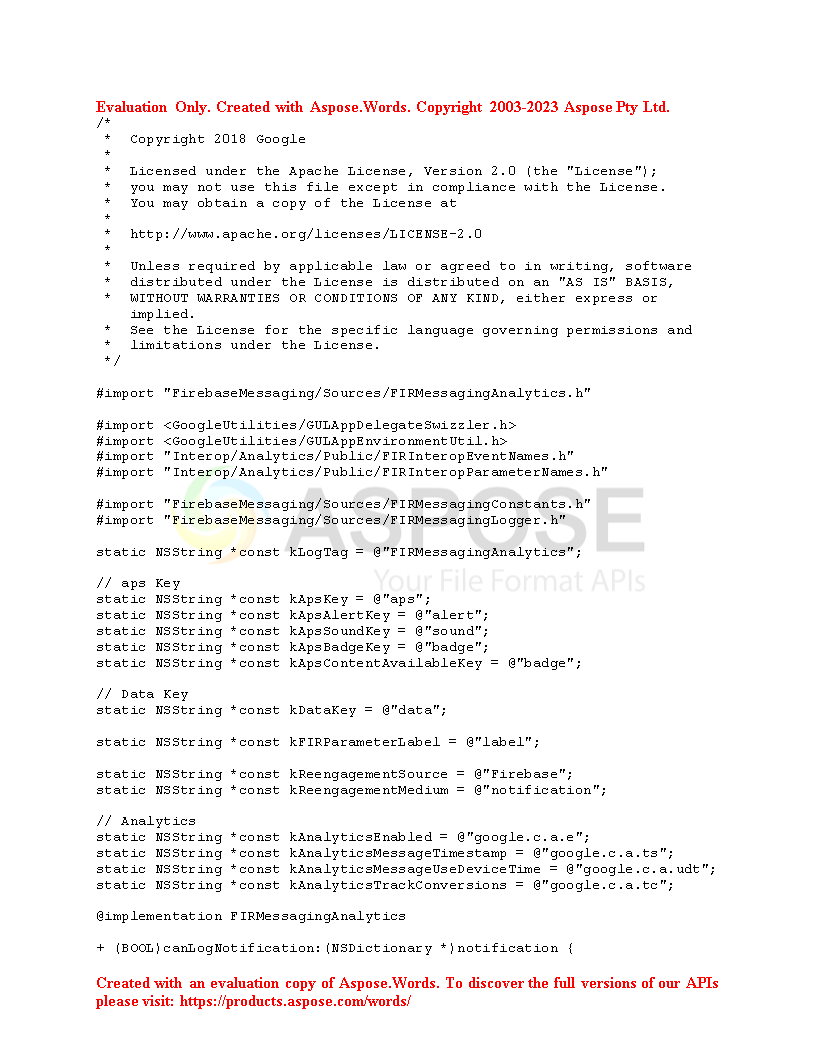 Evaluation Only. Created with Aspose.Words. Copyright 2003-2023 Aspose Pty Ltd.
/*
 *  Copyright 2018 Google
 *
 *  Licensed under the Apache License, Version 2.0 (the "License");
 *  you may not use this file except in compliance with the License.
 *  You may obtain a copy of the License at
 *
 *  http://www.apache.org/licenses/LICENSE-2.0
 *
 *  Unless required by applicable law or agreed to in writing, software
 *  distributed under the License is distributed on an "AS IS" BASIS,
 *  WITHOUT WARRANTIES OR CONDITIONS OF ANY KIND, either express or
    implied.
 *  See the License for the specific language governing permissions and
 *  limitations under the License.
 */

#import "FirebaseMessaging/Sources/FIRMessagingAnalytics.h"

#import <GoogleUtilities/GULAppDelegateSwizzler.h>
#import <GoogleUtilities/GULAppEnvironmentUtil.h>
#import "Interop/Analytics/Public/FIRInteropEventNames.h"
#import "Interop/Analytics/Public/FIRInteropParameterNames.h"

#import "FirebaseMessaging/Sources/FIRMessagingConstants.h"
#import "FirebaseMessaging/Sources/FIRMessagingLogger.h"
ASPOSE

static NSString *const kLogTag = @"FIRMessagingAnalytics";
Your File Format APIs

// aps Key
static NSString *const kApsKey = @"aps";
static NSString *const kApsAlertKey = @"alert";
static NSString *const kApsSoundKey = @"sound";
static NSString *const kApsBadgeKey = @"badge";
static NSString *const kApsContentAvailableKey = @"badge";

// Data Key
static NSString *const kDataKey = @"data";

static NSString *const kFIRParameterLabel = @"label";

static NSString *const kReengagementSource = @"Firebase";
static NSString *const kReengagementMedium = @"notification";

// Analytics
static NSString *const kAnalyticsEnabled = @"google.c.a.e";
static NSString *const kAnalyticsMessageTimestamp = @"google.c.a.ts";
static NSString *const kAnalyticsMessageUseDeviceTime = @"google.c.a.udt";
static NSString *const kAnalyticsTrackConversions = @"google.c.a.tc";

@implementation FIRMessagingAnalytics

+ (BOOL)canLogNotification:(NSDictionary *)notification {

Created with an evaluation copy of Aspose.Words. To discover the full versions of our APIs
please visit: https://products.aspose.com/words/